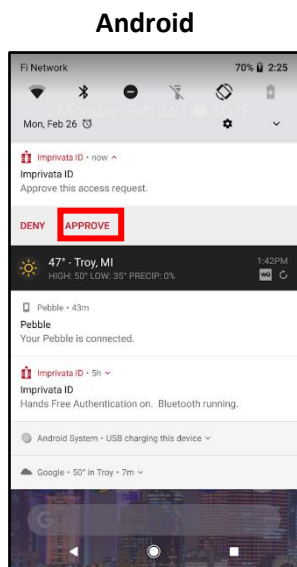 Android
Fi Network 70% 2:25
Mon, Feb 26
Imprivata ID • now
Imprivata ID
Approve this access request.
DENY APPROVE
47° - Troy, MI 1:42PM
HIGH: 50° LOW: 35° PRECIP: 0% wu
Pebble • 43m
Pebble
Your Pebble is connected.
Imprivata ID • 5h
Imprivata ID
Hands Free Authentication on. Bluetooth running.
Android System • USB charging this device
Google • 50° in Troy • 7m
G